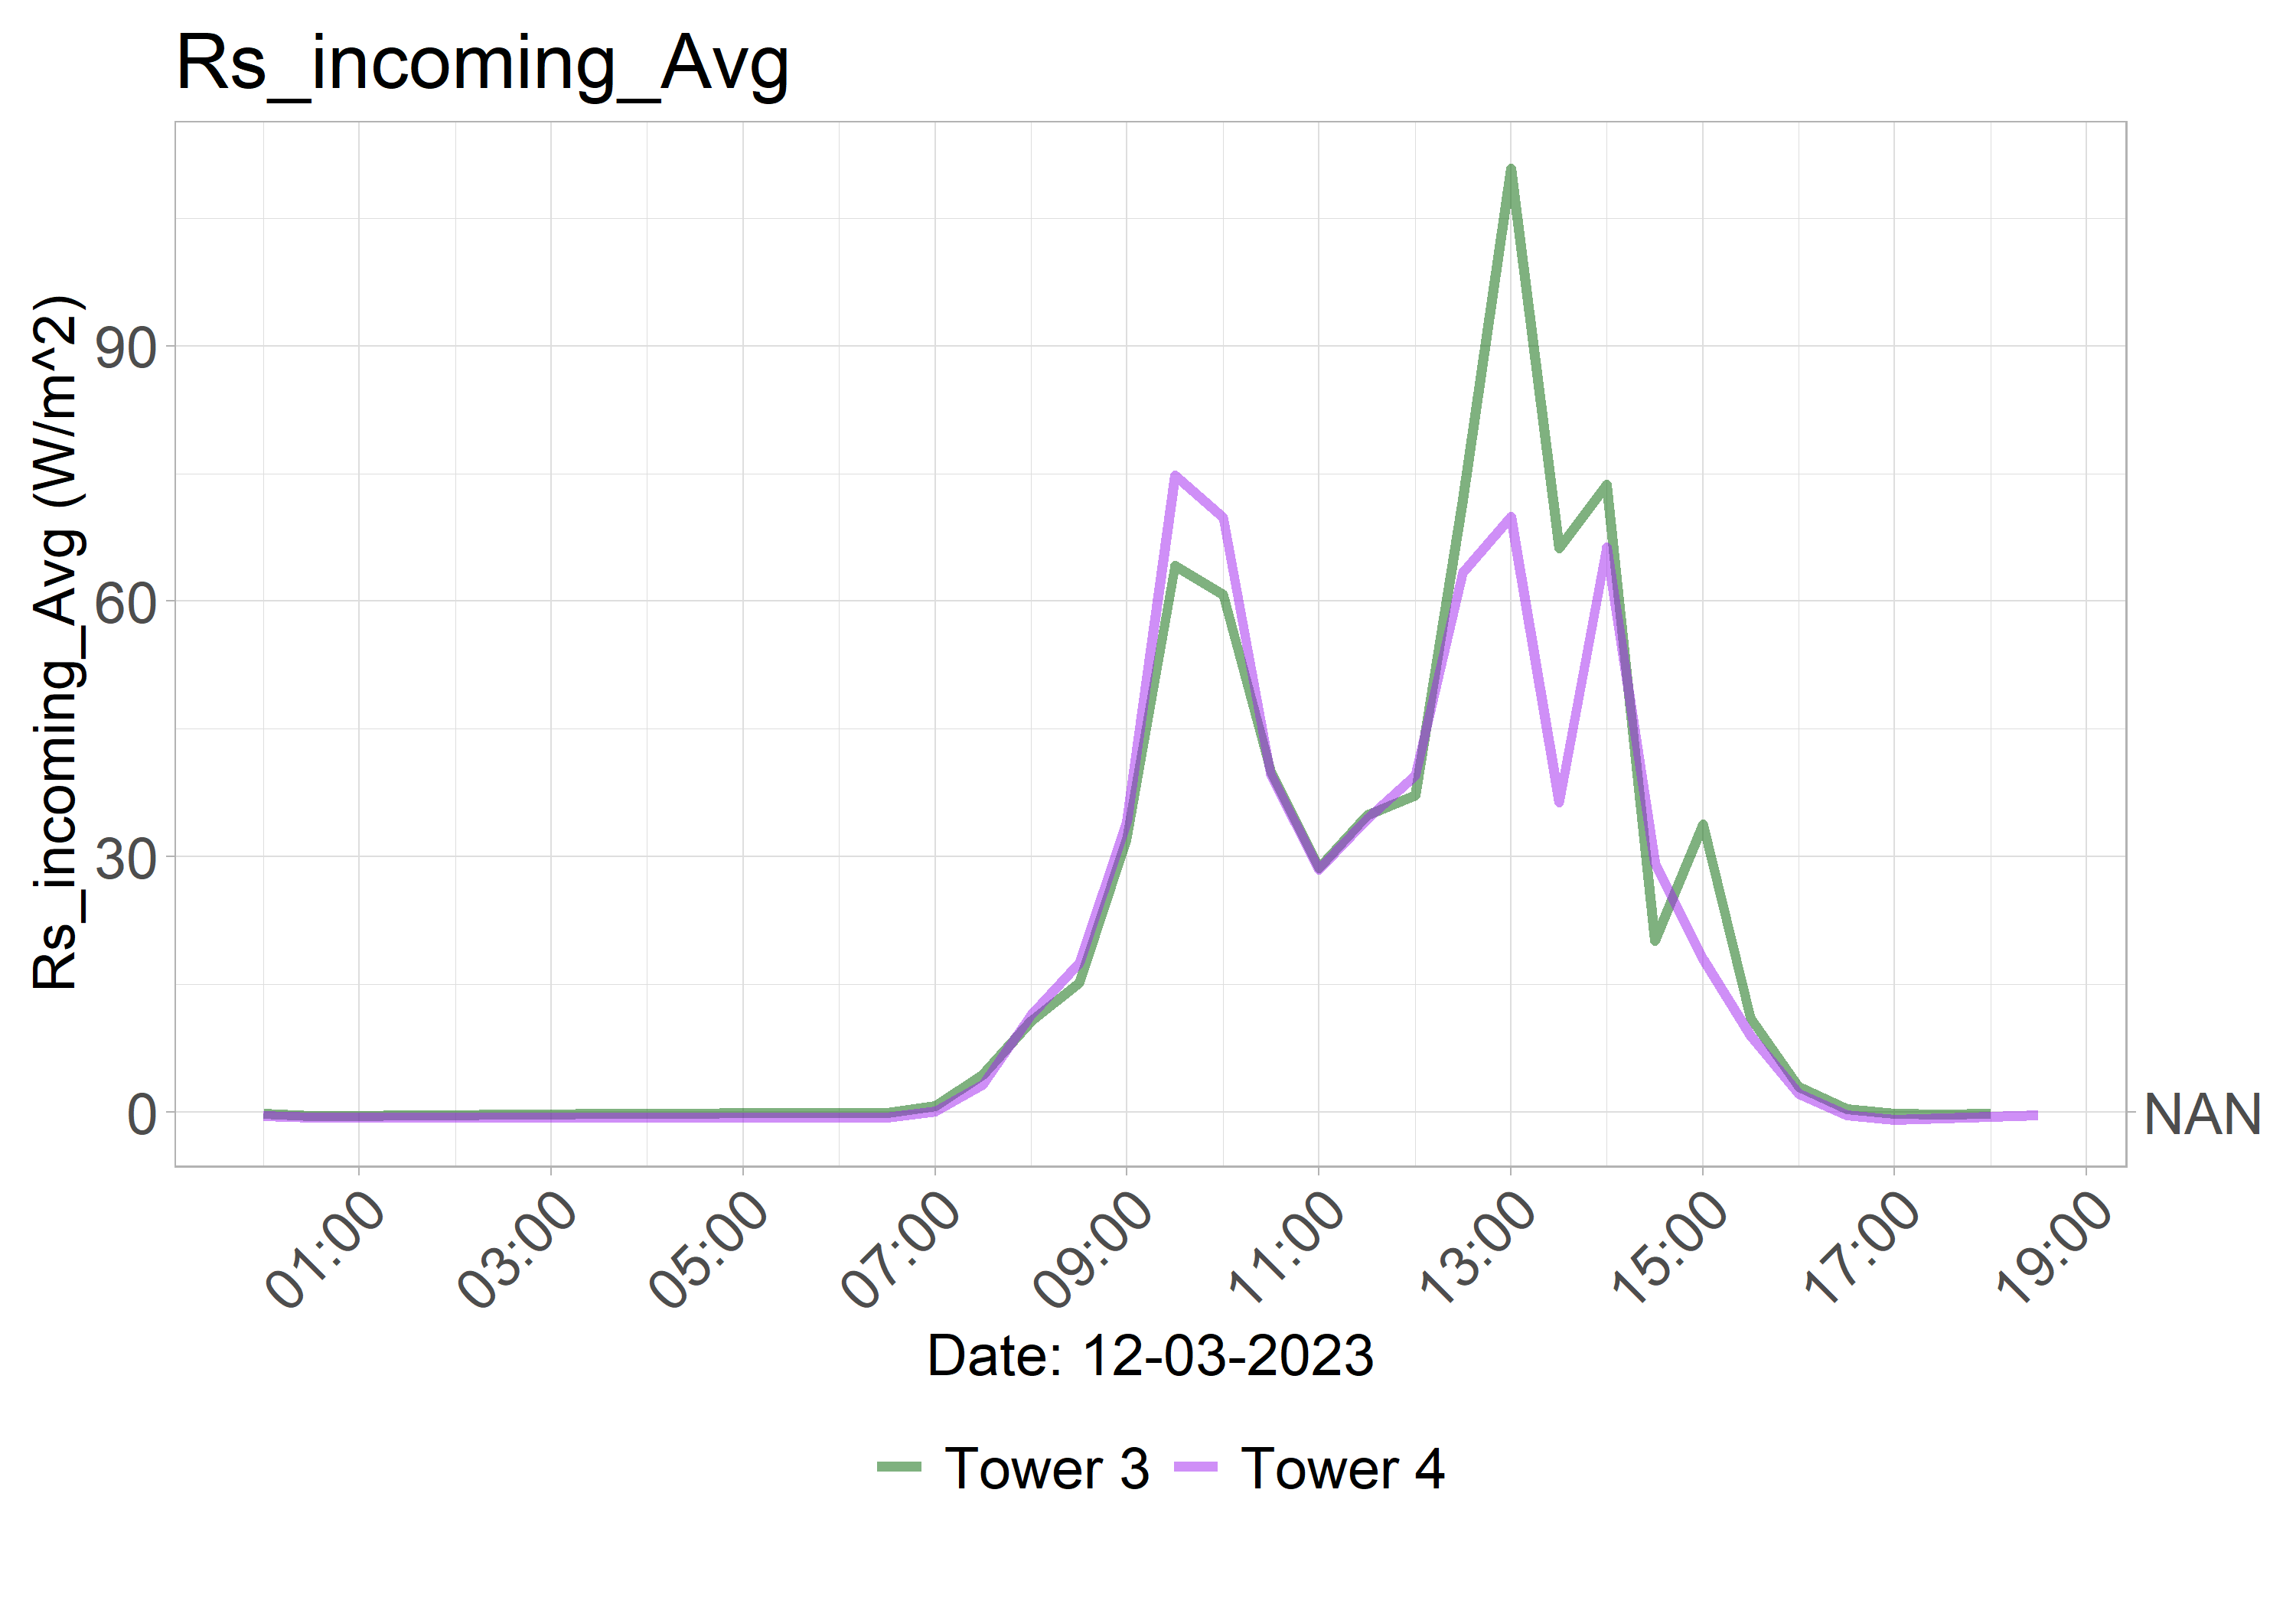 Rs_incoming_Avg
Rs_incoming_Avg (W/m^2)
90
60
30
0
NAN
01:00 03:00 05:00 07:00 09:00 11:00 13:00 15:00 17:00 19:00
Date: 12-03-2023
Tower 3 Tower 4